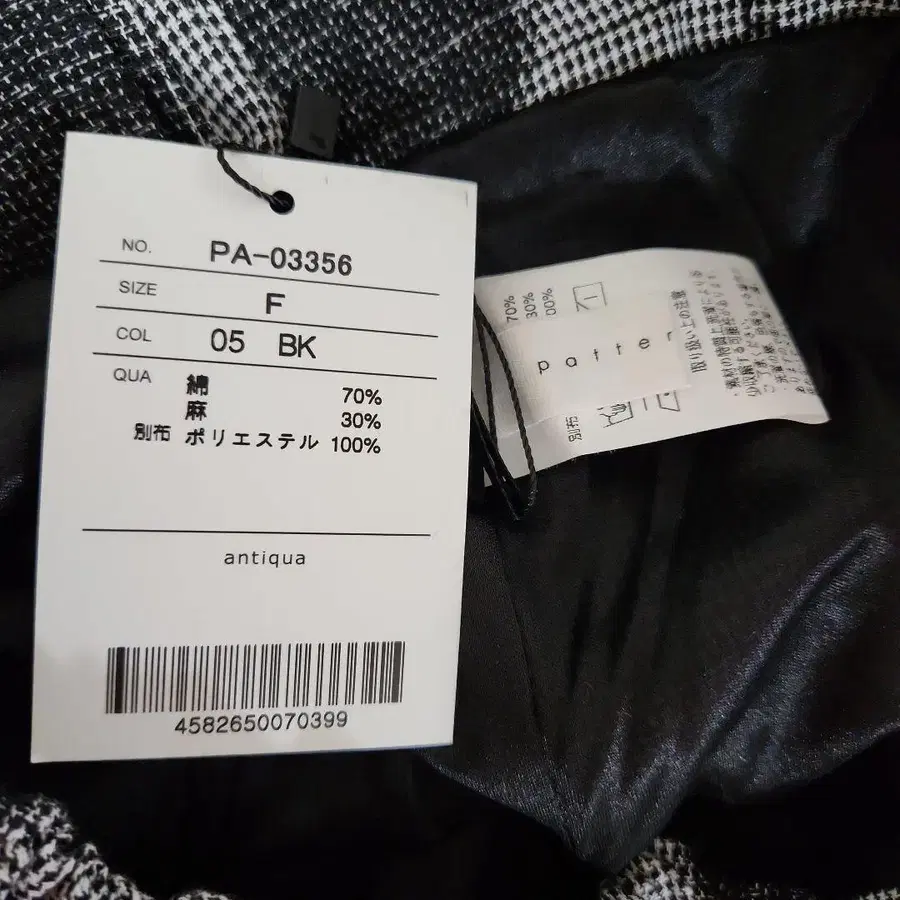 NO. PA-03356
SIZE F
COL 05 BK
QUA 綿 70%
麻 30%
別布 ポリエステル 100%
antiqua
4582650070399
70%
30%
00%
patter
別布
取り扱い上の注意